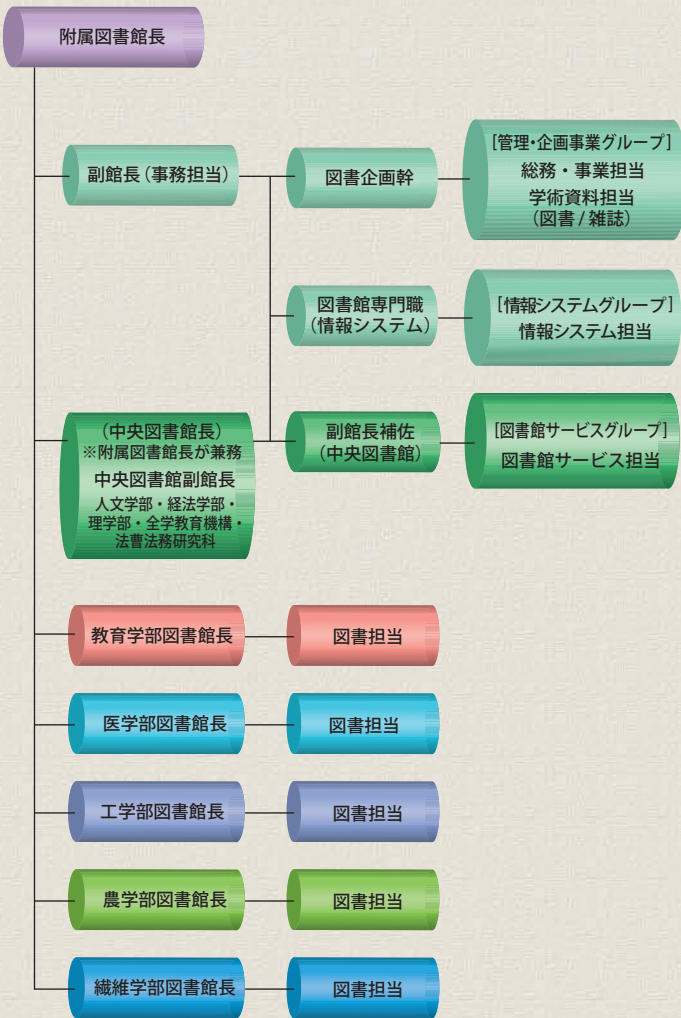 附属図書館長
副館長（事務担当）
図書企画幹
[管理・企画事業グループ]
総務・事業担当
学術資料担当
（図書 / 雑誌）
図書館専門職
（情報システム）
[情報システムグループ]
情報システム担当
（中央図書館長）
※附属図書館長が兼務
中央図書館副館長
人文学部・経法学部・
理学部・全学教育機構・
法曹法務研究科
副館長補佐
（中央図書館）
[図書館サービスグループ]
図書館サービス担当
教育学部図書館長
図書担当
医学部図書館長
図書担当
工学部図書館長
図書担当
農学部図書館長
図書担当
繊維学部図書館長
図書担当